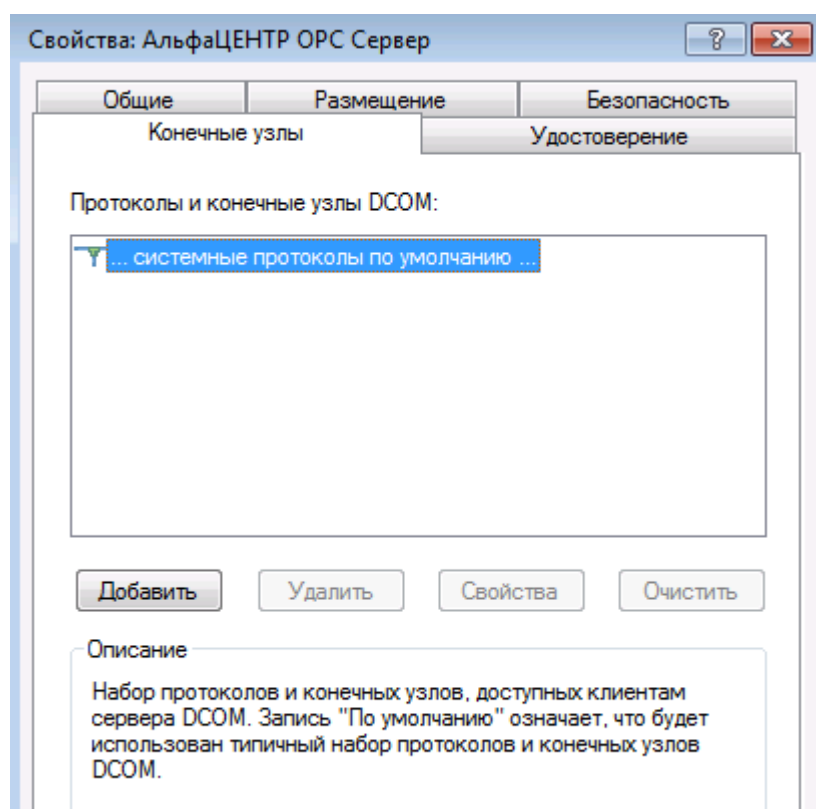 Свойства: АльфаЦЕНТР ОРС Сервер
Общие
Размещение
Безопасность
Конечные узлы
Удостоверение
Протоколы и конечные узлы DCOM:
... системные протоколы по умолчанию ...
Добавить
Удалить
Свойства
Очистить
Описание
Набор протоколов и конечных узлов, доступных клиентам
сервера DCOM. Запись "По умолчанию" означает, что будет
использован типичный набор протоколов и конечных узлов
DCOM.